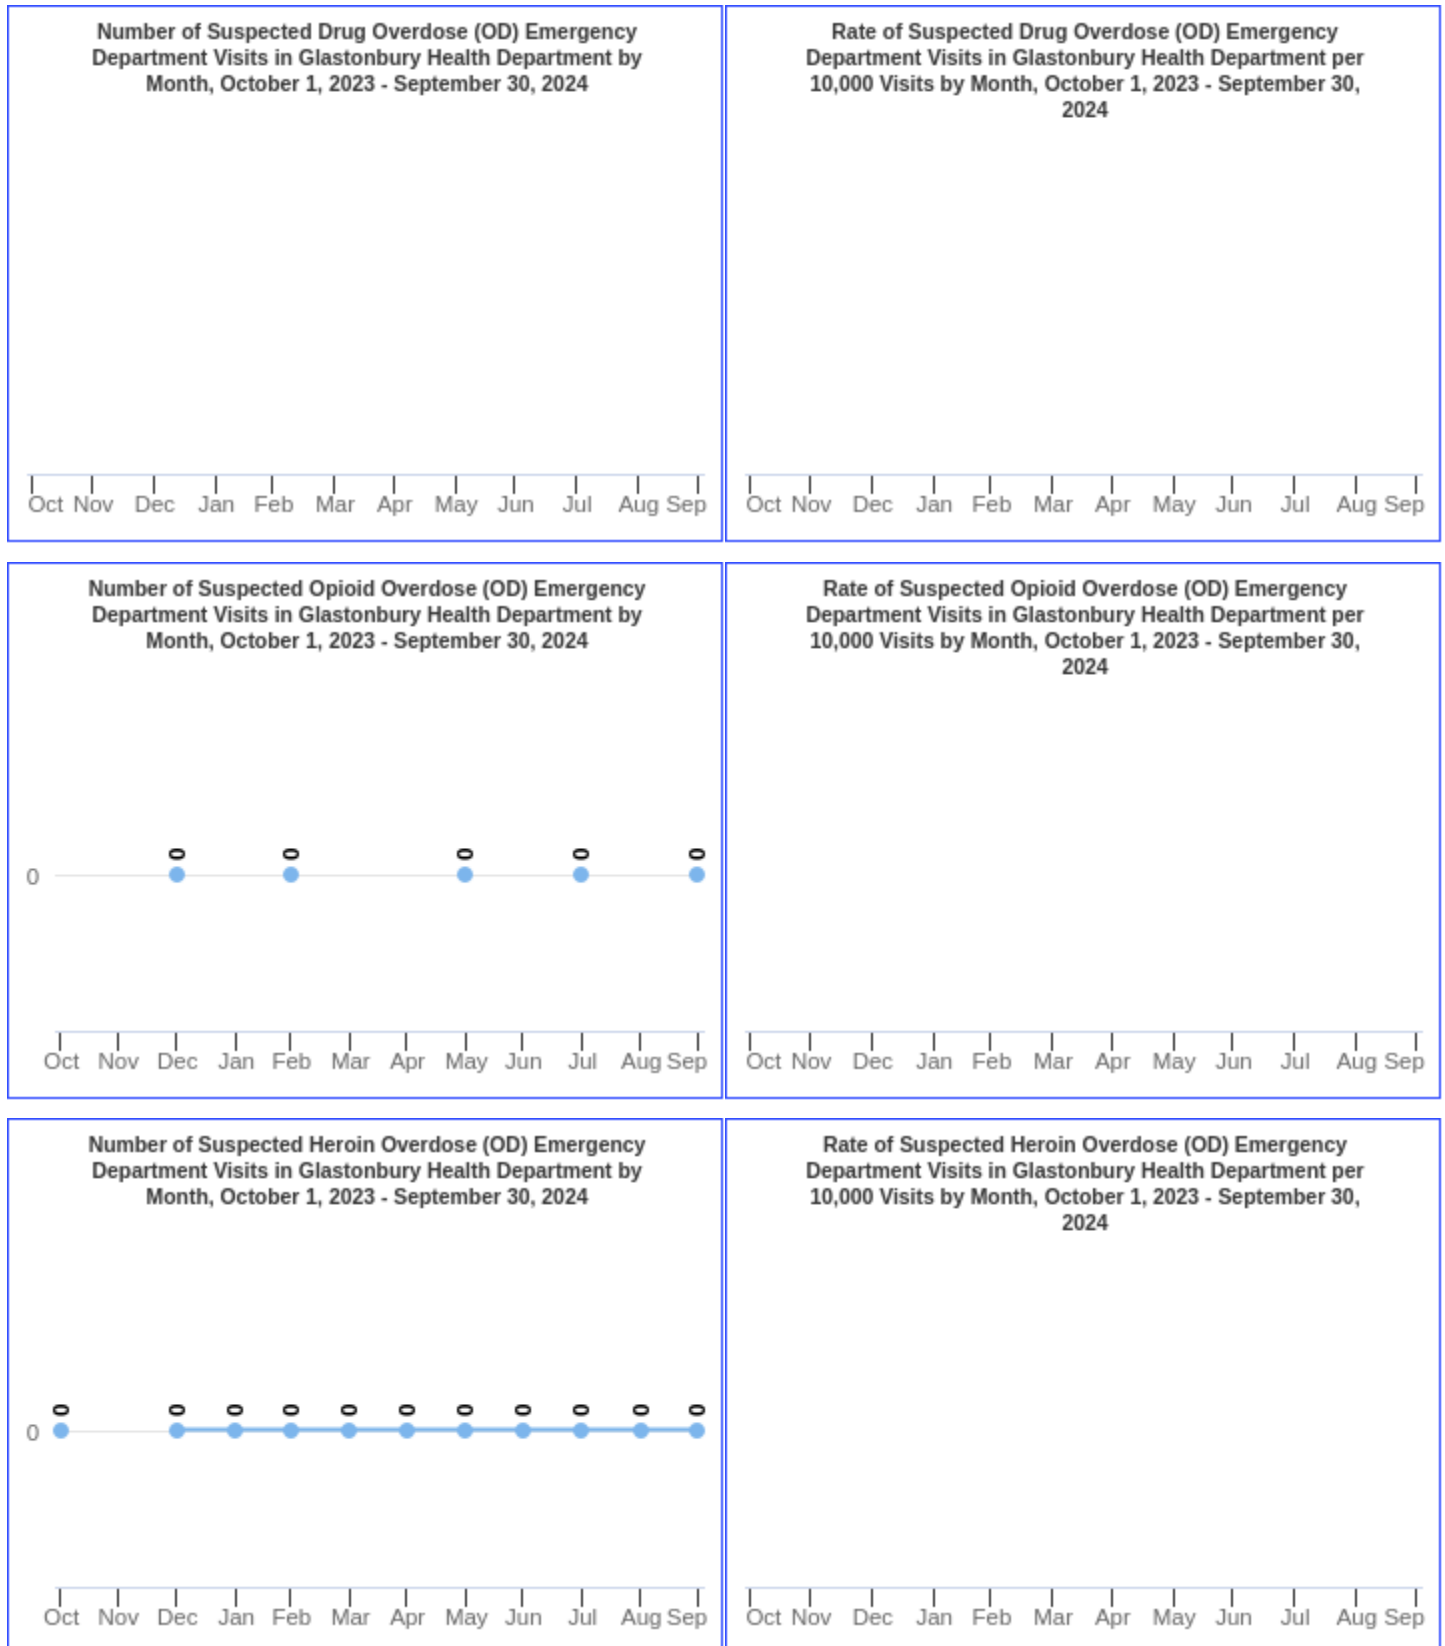 Number of Suspected Drug Overdose (OD) Emergency
Department Visits in Glastonbury Health Department by
Month, October 1, 2023 - September 30, 2024
Oct Nov Dec Jan Feb Mar Apr May Jun Jul Aug Sep
Rate of Suspected Drug Overdose (OD) Emergency
Department Visits in Glastonbury Health Department per
10,000 Visits by Month, October 1, 2023 - September 30,
2024
Oct Nov Dec Jan Feb Mar Apr May Jun Jul Aug Sep
Number of Suspected Opioid Overdose (OD) Emergency
Department Visits in Glastonbury Health Department by
Month, October 1, 2023 - September 30, 2024
0 0 0 0 0
0
Oct Nov Dec Jan Feb Mar Apr May Jun Jul Aug Sep
Rate of Suspected Opioid Overdose (OD) Emergency
Department Visits in Glastonbury Health Department per
10,000 Visits by Month, October 1, 2023 - September 30,
2024
Oct Nov Dec Jan Feb Mar Apr May Jun Jul Aug Sep
Number of Suspected Heroin Overdose (OD) Emergency
Department Visits in Glastonbury Health Department by
Month, October 1, 2023 - September 30, 2024
0 0 0 0 0 0 0 0 0 0 0
0
Oct Nov Dec Jan Feb Mar Apr May Jun Jul Aug Sep
Rate of Suspected Heroin Overdose (OD) Emergency
Department Visits in Glastonbury Health Department per
10,000 Visits by Month, October 1, 2023 - September 30,
2024
Oct Nov Dec Jan Feb Mar Apr May Jun Jul Aug Sep